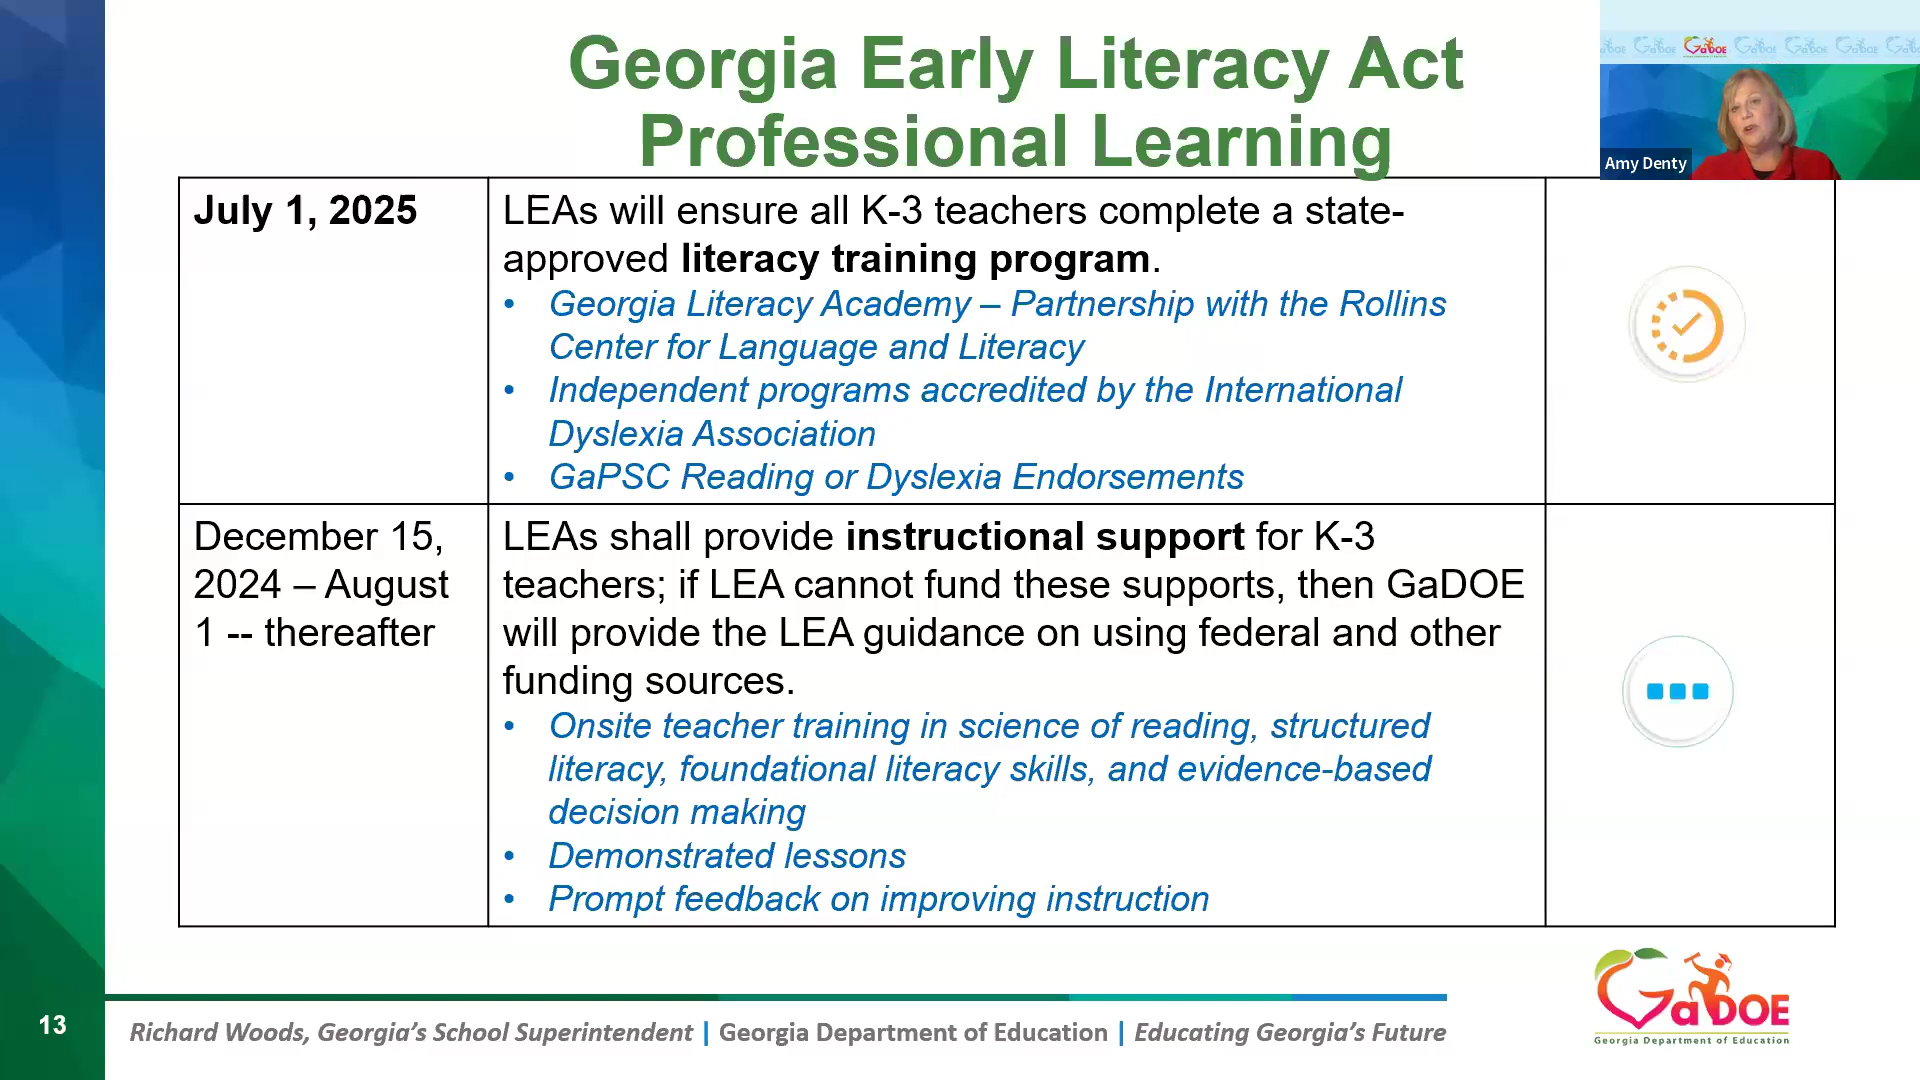 Georgia Early Literacy Act
Professional Learning
GaDOE
Amy Denty
July 1, 2025
LEAs will ensure all K-3 teachers complete a state-
approved literacy training program.
• Georgia Literacy Academy – Partnership with the Rollins
Center for Language and Literacy
• Independent programs accredited by the International
Dyslexia Association
• GaPSC Reading or Dyslexia Endorsements
December 15,
2024 – August
1 -- thereafter
LEAs shall provide instructional support for K-3
teachers; if LEA cannot fund these supports, then GaDOE
will provide the LEA guidance on using federal and other
funding sources.
• Onsite teacher training in science of reading, structured
literacy, foundational literacy skills, and evidence-based
decision making
• Demonstrated lessons
• Prompt feedback on improving instruction
13
Richard Woods, Georgia’s School Superintendent | Georgia Department of Education | Educating Georgia’s Future
GaDOE
Georgia Department of Education